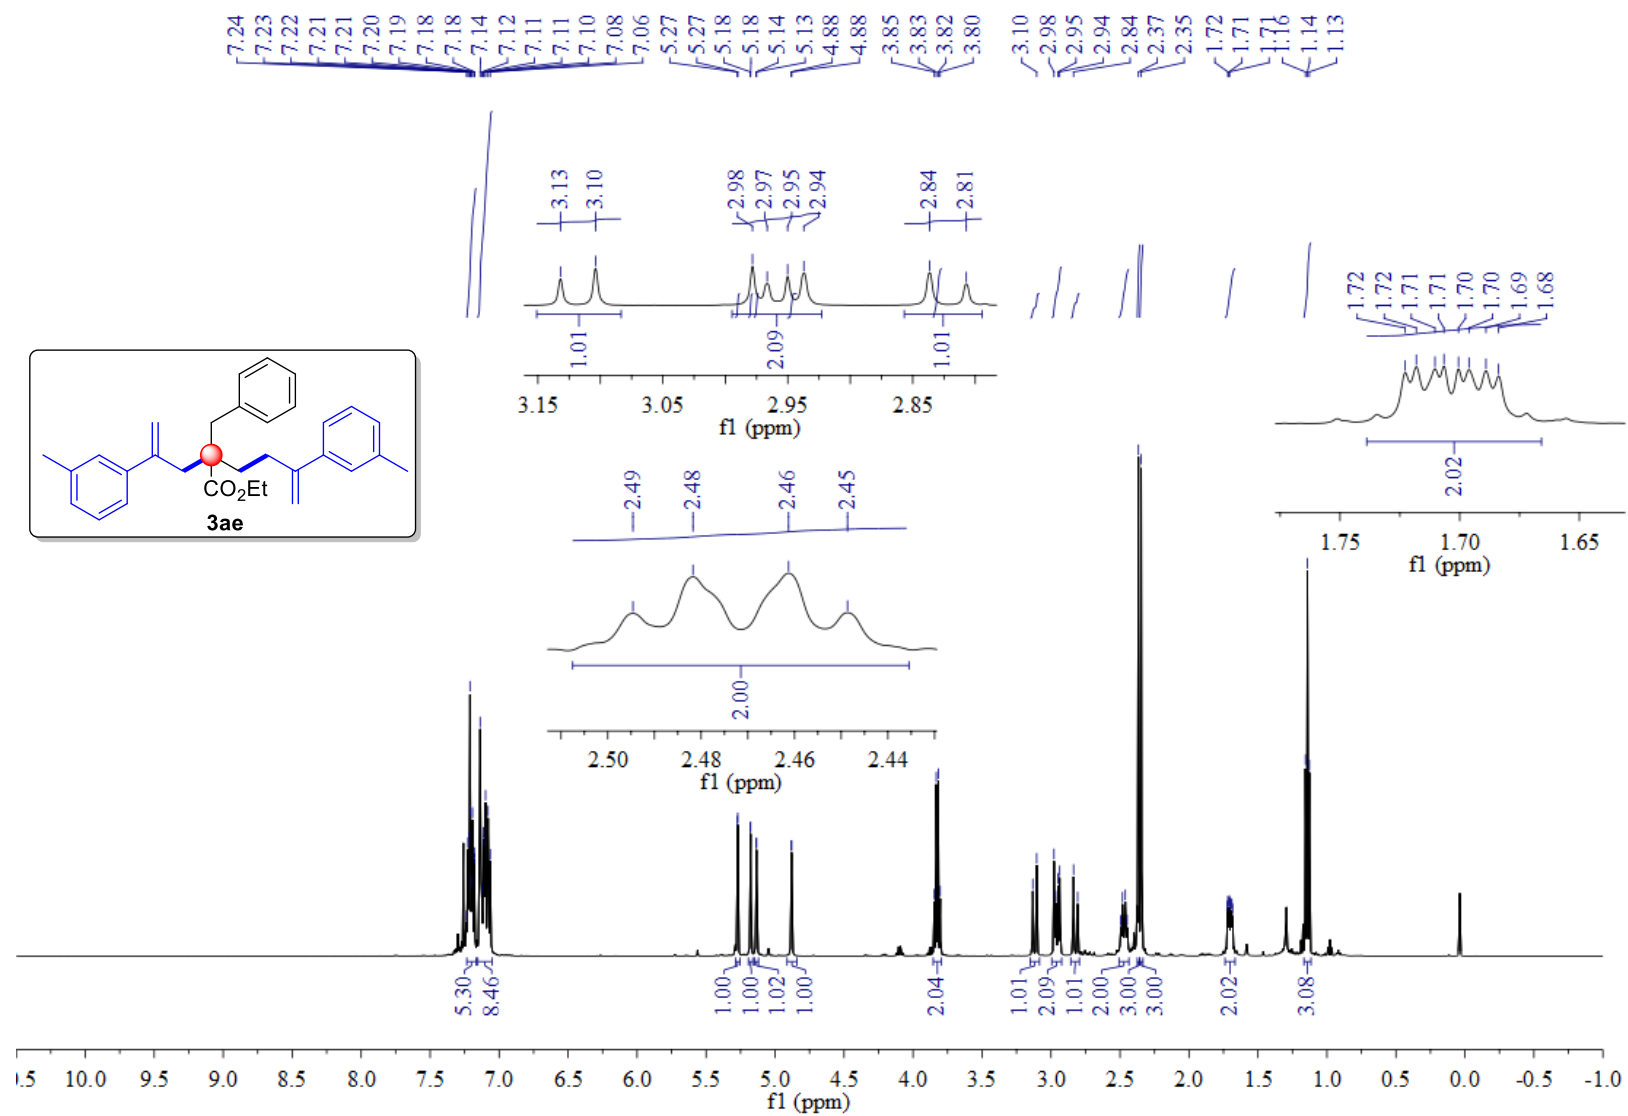 7.24 7.23 7.22 7.21 7.21 7.20 7.19 7.18 7.18 7.14 7.12 7.11 7.11 7.10 7.08 7.06 5.27 5.27 5.18 5.18 5.14 5.13 4.88 4.88 3.85 3.83 3.82 3.80 3.10 2.98 2.95 2.94 2.84 2.37 2.35 1.72 1.71 1.71 1.16 1.14 1.13
3.13 3.10 2.98 2.97 2.95 2.94 2.84 2.81
1.01 2.09 1.01
3.15 3.05 2.95 2.85
f1 (ppm)
1.72 1.72 1.71 1.71 1.70 1.70 1.69 1.68
2.02
1.75 1.70 1.65
f1 (ppm)
CO2Et
3ae
2.49 2.48 2.46 2.45
2.00
2.50 2.48 2.46 2.44
f1 (ppm)
5.30 8.46 1.00 1.00 1.02 1.00 2.04 1.01 2.09 1.01 2.00 3.00 3.00 2.02 3.08
10.0 9.5 9.0 8.5 8.0 7.5 7.0 6.5 6.0 5.5 5.0 4.5 4.0 3.5 3.0 2.5 2.0 1.5 1.0 0.5 0.0 -0.5 -1.0
f1 (ppm)